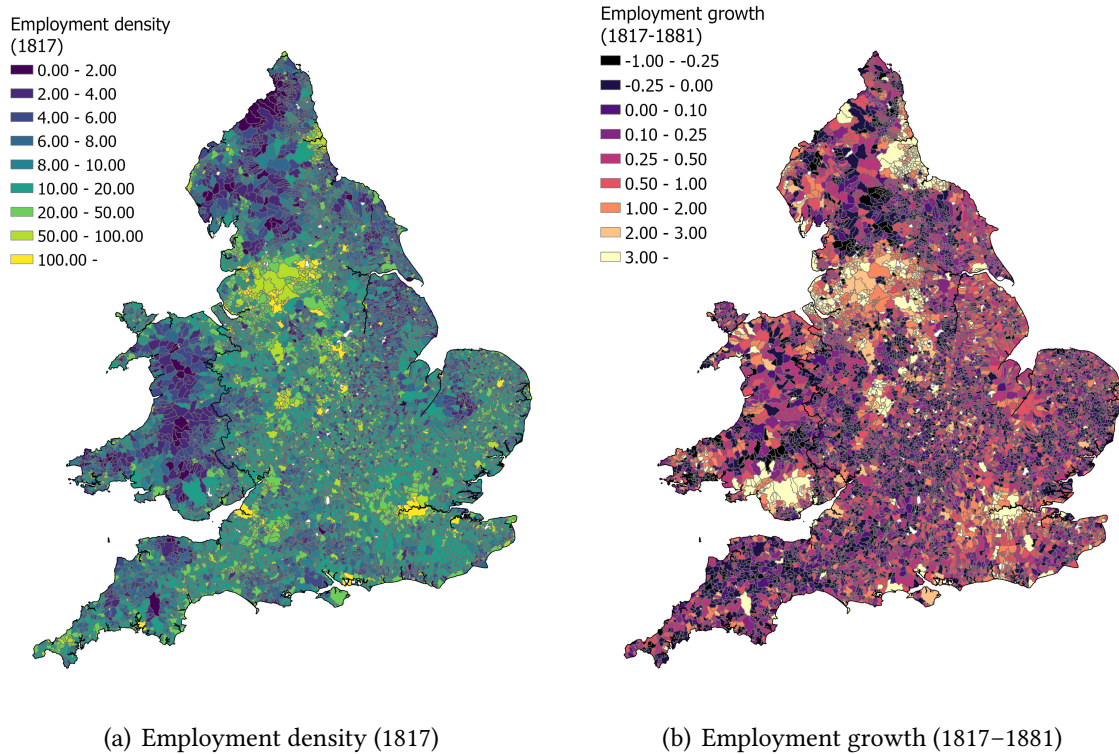 Employment density
(1817)
0.00 - 2.00
2.00 - 4.00
4.00 - 6.00
6.00 - 8.00
8.00 - 10.00
10.00 - 20.00
20.00 - 50.00
50.00 - 100.00
100.00 -
Employment growth
(1817-1881)
-1.00 - -0.25
-0.25 - 0.00
0.00 - 0.10
0.10 - 0.25
0.25 - 0.50
0.50 - 1.00
1.00 - 2.00
2.00 - 3.00
3.00 -
(a) Employment density (1817)
(b) Employment growth (1817–1881)